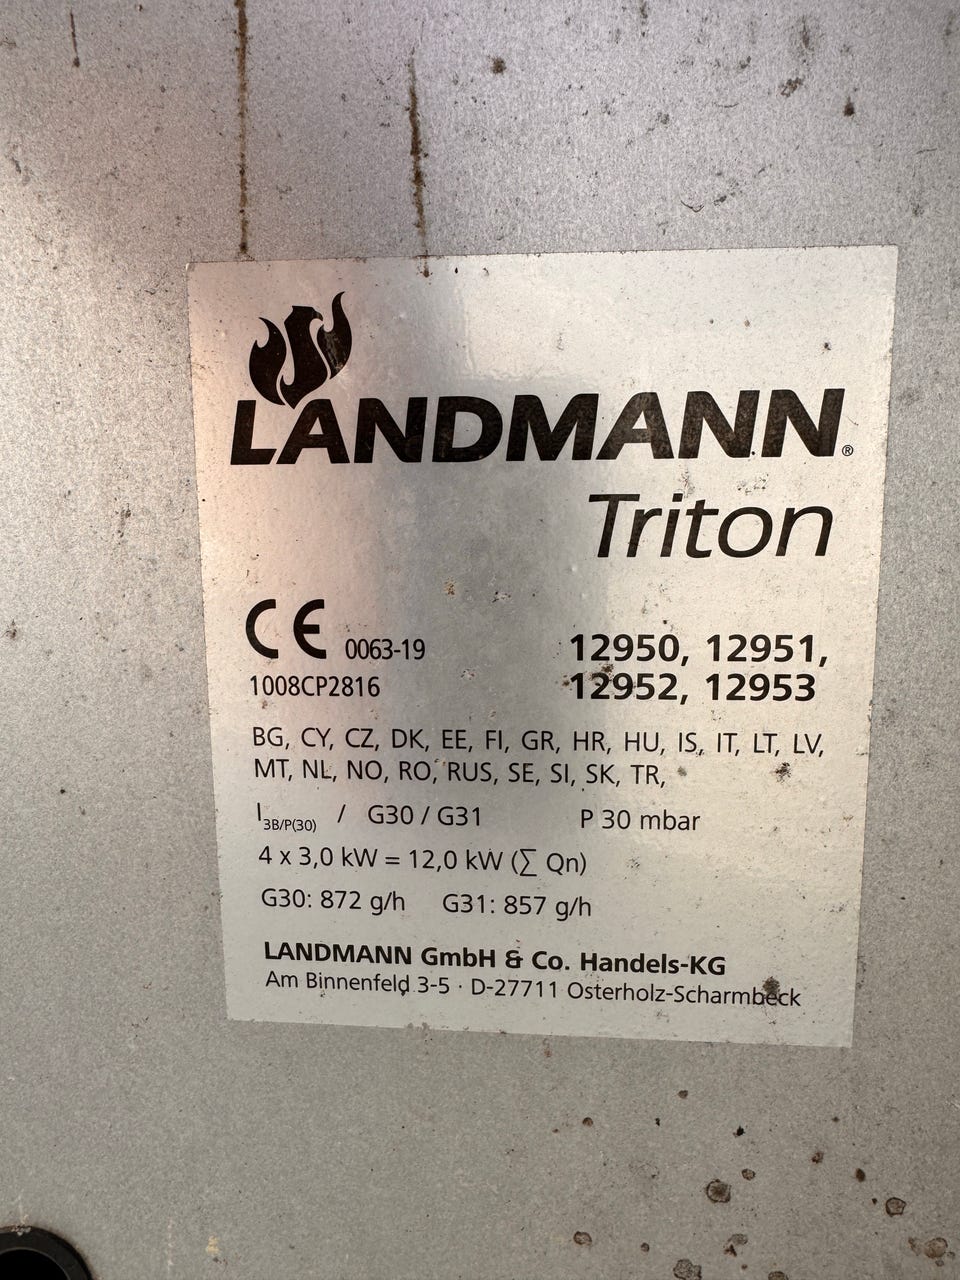 LANDMANN®
Triton
CE 0063-19
1008CP2816
12950, 12951,
12952, 12953
BG, CY, CZ, DK, EE, FI, GR, HR, HU, IS, IT, LT, LV,
MT, NL, NO, RO, RUS, SE, SI, SK, TR,
I3B/P(30) / G30 / G31 P 30 mbar
4 x 3,0 kW = 12,0 kW (∑ Qn)
G30: 872 g/h G31: 857 g/h
LANDMANN GmbH & Co. Handels-KG
Am Binnenfeld 3-5 · D-27711 Osterholz-Scharmbeck